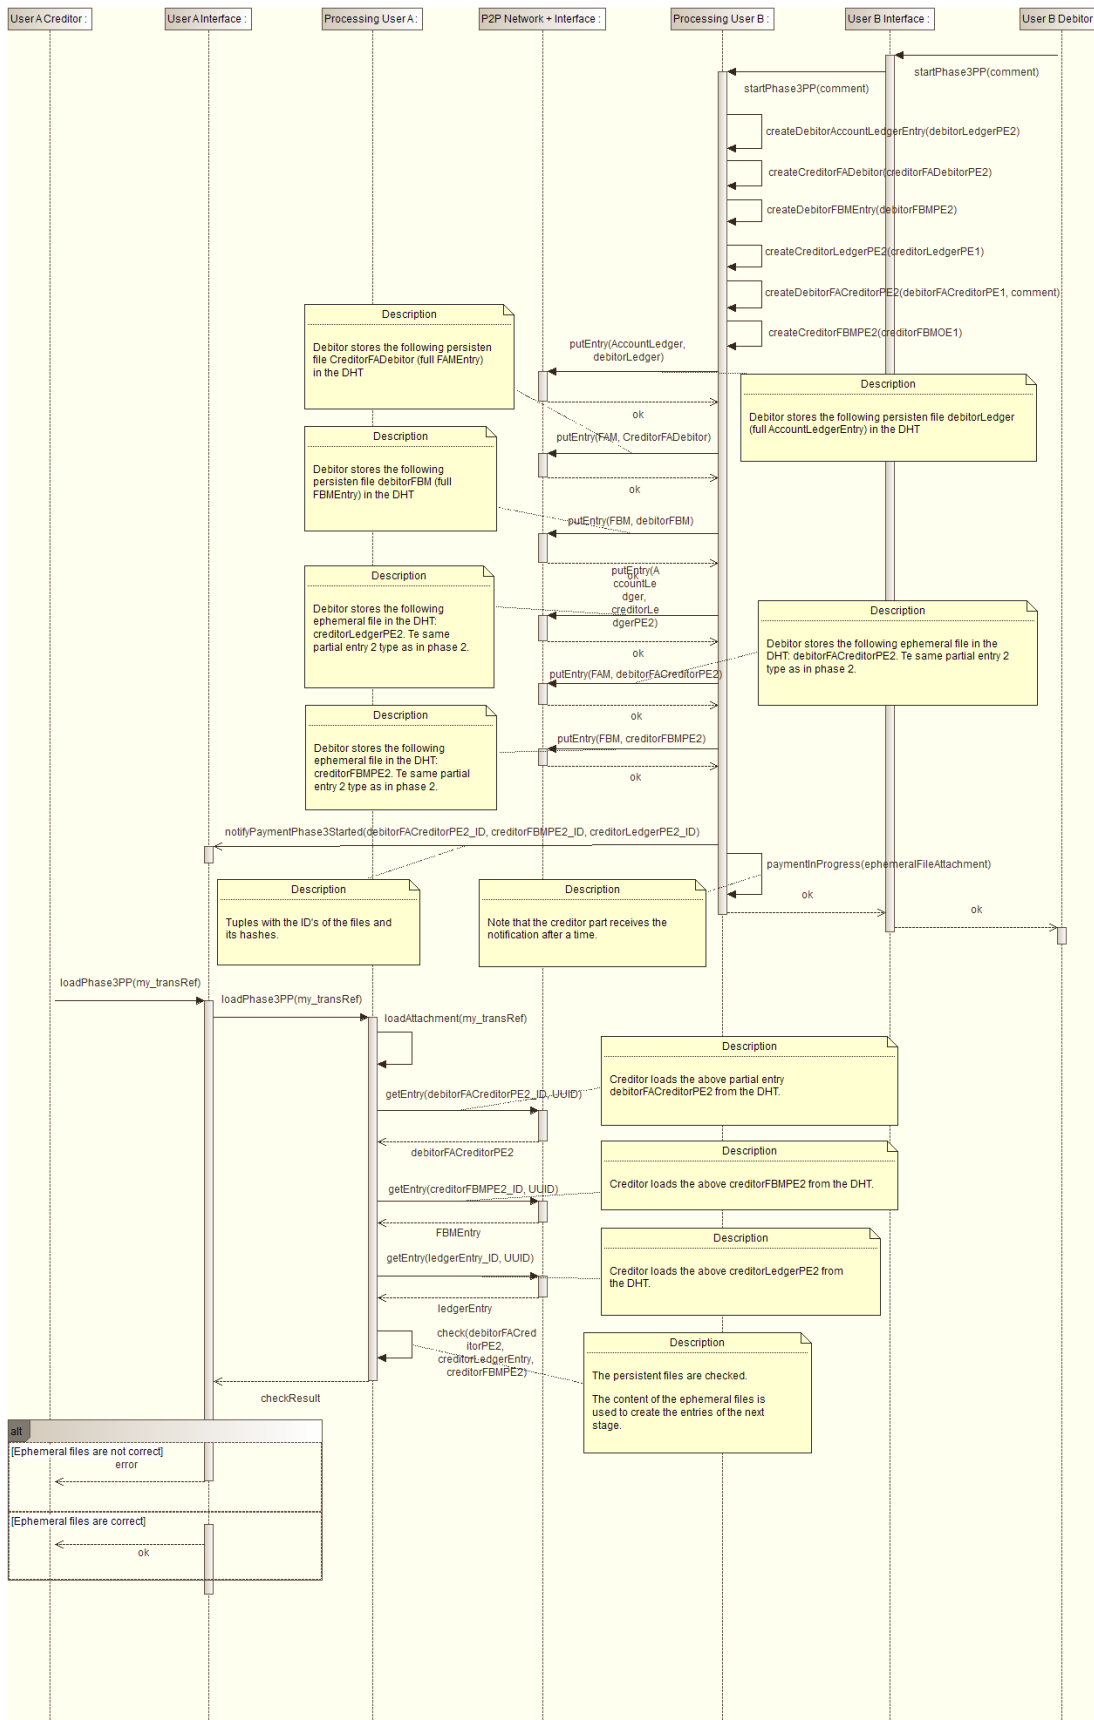 User A Creditor :
User A Interface :
Processing User A :
P2P Network + Interface :
Processing User B :
User B Interface :
User B Debitor
startPhase3PP(comment)
startPhase3PP(comment)
createDebitorAccountLedgerEntry(debitorLedgerPE2)
createCreditorFADebitor(creditorFADebitorPE2)
createDebitorFBMEntry(debitorFBMPE2)
createCreditorLedgerPE2(creditorLedgerPE1)
createDebitorFACreditorPE2(debitorFACreditorPE1, comment)
createCreditorFBMPE2(creditorFBMOE1)
Description
Debitor stores the following persisten
file CreditorFADebitor (full FAMEntry)
in the DHT
putEntry(AccountLedger,
debitorLedger)
ok
Description
Debitor stores the following persisten file debitorLedger
(full AccountLedgerEntry) in the DHT
putEntry(FAM, CreditorFADebitor)
ok
Description
Debitor stores the following
persisten file debitorFBM (full
FBMEntry) in the DHT
putEntry(FBM, debitorFBM)
ok
putEntry(A
ccountLe
dger,
creditorLe
dgerPE2)
ok
Description
Debitor stores the following
ephemeral file in the DHT:
creditorLedgerPE2. Te same
partial entry 2 type as in phase 2.
Description
Debitor stores the following ephemeral file in the
DHT: debitorFACreditorPE2. Te same partial entry 2
type as in phase 2.
putEntry(FAM, debitorFACreditorPE2)
ok
Description
Debitor stores the following
ephemeral file in the DHT:
creditorFBMPE2. Te same partial
entry 2 type as in phase 2.
putEntry(FBM, creditorFBMPE2)
ok
notifyPaymentPhase3Started(debitorFACreditorPE2_ID, creditorFBMPE2_ID, creditorLedgerPE2_ID)
paymentInProgress(ephemeralFileAttachment)
ok
ok
Description
Tuples with the ID's of the files and
its hashes.
Description
Note that the creditor part receives the
notification after a time.
loadPhase3PP(my_transRef)
loadPhase3PP(my_transRef)
loadAttachment(my_transRef)
Description
Creditor loads the above partial entry
debitorFACreditorPE2 from the DHT.
getEntry(debitorFACreditorPE2_ID, UUID)
debitorFACreditorPE2
Description
Creditor loads the above creditorFBMPE2 from the DHT.
getEntry(creditorFBMPE2_ID, UUID)
FBMEntry
Description
Creditor loads the above creditorLedgerPE2 from
the DHT.
getEntry(ledgerEntry_ID, UUID)
ledgerEntry
check(debitorFACred
itorPE2,
creditorLedgerEntry,
creditorFBMPE2)
Description
The persistent files are checked.
The content of the ephemeral files is
used to create the entries of the next
stage.
checkResult
alt
[Ephemeral files are not correct]
error
[Ephemeral files are correct]
ok